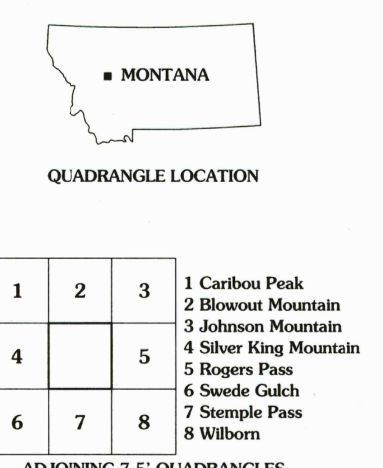 MONTANA
QUADRANGLE LOCATION
1 2 3
4 5
6 7 8
1 Caribou Peak
2 Blowout Mountain
3 Johnson Mountain
4 Silver King Mountain
5 Rogers Pass
6 Swede Gulch
7 Stemple Pass
8 Wilborn
ADJOINING 7.5' QUADRANGLES